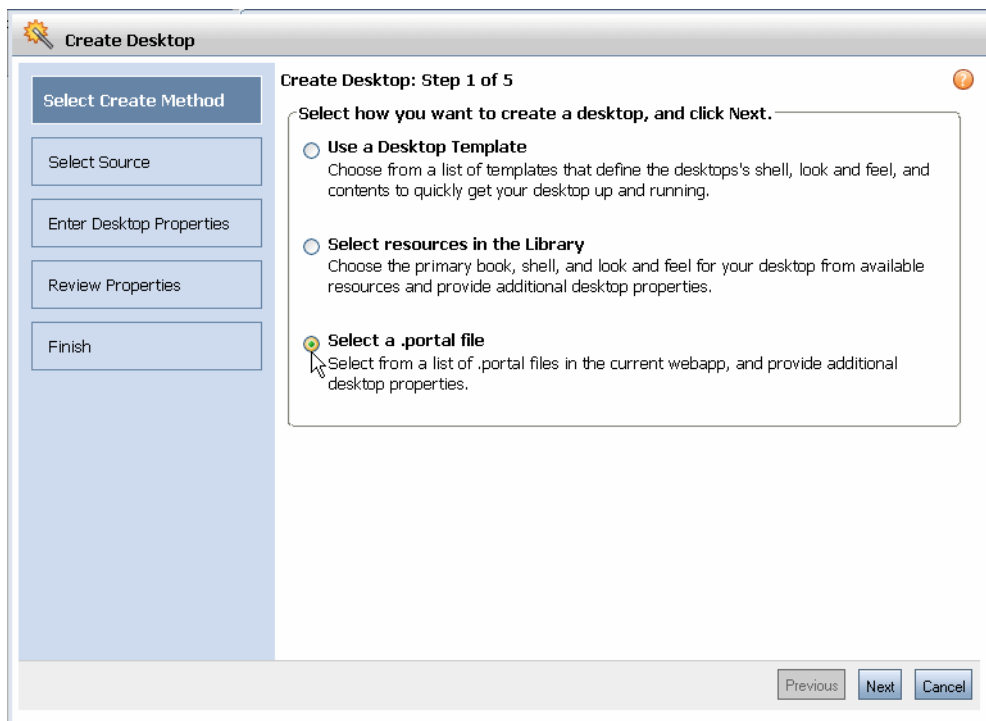 Create Desktop
Select Create Method
Select Source
Enter Desktop Properties
Review Properties
Finish
Create Desktop: Step 1 of 5
?
Select how you want to create a desktop, and click Next.
Use a Desktop Template
Choose from a list of templates that define the desktops's shell, look and feel, and
contents to quickly get your desktop up and running.
Select resources in the Library
Choose the primary book, shell, and look and feel for your desktop from available
resources and provide additional desktop properties.
Select a .portal file
Select from a list of .portal files in the current webapp, and provide additional
desktop properties.
Previous
Next
Cancel